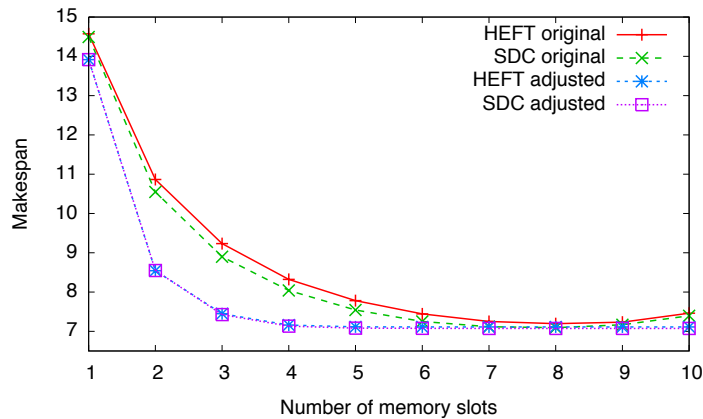 15
14
13
12
11
10
9
8
7
Makespan
HEFT original
SDC original
HEFT adjusted
SDC adjusted
1 2 3 4 5 6 7 8 9 10
Number of memory slots